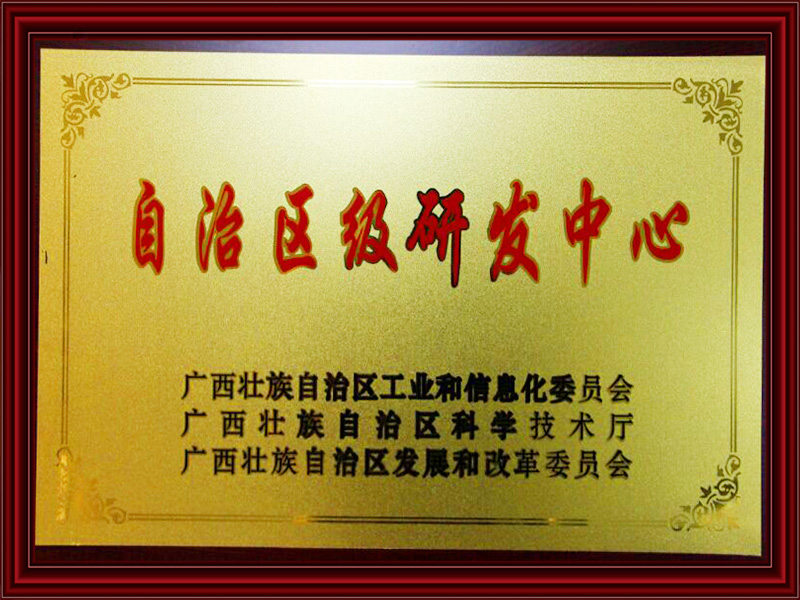 自治区级研发中心
广西壮族自治区工业和信息化委员会
广西壮族自治区科学技术厅
广西壮族自治区发展和改革委员会